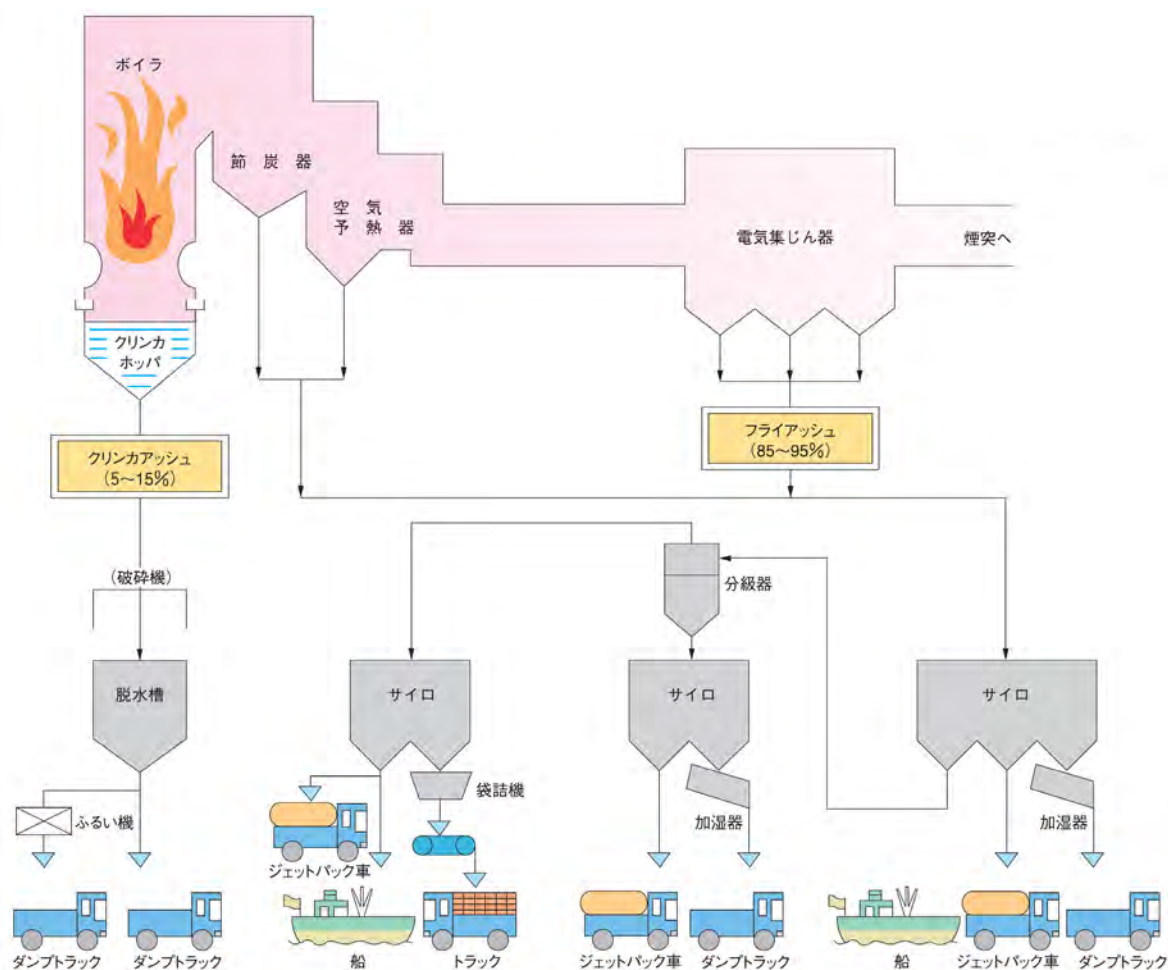 ボイラ
節炭器
空気
予熱器
電気集じん器
煙突へ
クリンカ
ホッパ
クリンカアッシュ
(5〜15%)
フライアッシュ
(85〜95%)
(破砕機)
分級器
脱水槽
サイロ
サイロ
サイロ
ふるい機
袋詰機
加湿器
加湿器
ジェットパック車
ダンプトラック
ダンプトラック
船
トラック
ジェットパック車
ダンプトラック
船
ジェットパック車
ダンプトラック